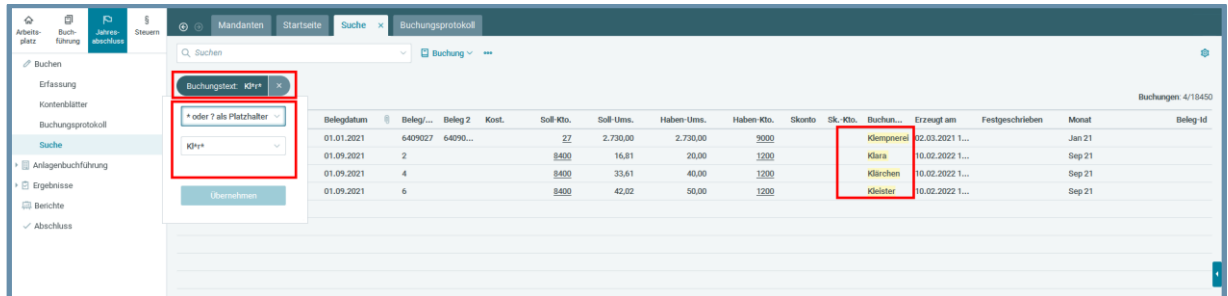 Arbeits-
platz
Buch-
führung
Jahres-
abschluss
§
Steuern
Mandanten Startseite Suche × Buchungsprotokoll
Suchen
Buchung •••
Buchen
Erfassung
Kontenblätter
Buchungsprotokoll
Suche
Anlagenbuchführung
Ergebnisse
Berichte
Abschluss
Buchungstext: Kl*r* ×
Buchungen: 4/18450
* oder ? als Platzhalter
Kl*r*
Übernehmen
Belegdatum Beleg/... Beleg 2 Kost. Soll-Kto. Soll-Ums. Haben-Ums. Haben-Kto. Skonto Sk.-Kto. Buchun... Erzeugt am Festgeschrieben Monat Beleg-Id
01.01.2021 6409027 64090... 27 2.730,00 2.730,00 9000 Klempnerei 02.03.2021 1... Jan 21
01.09.2021 2 8400 16,81 20,00 1200 Klara 10.02.2022 1... Sep 21
01.09.2021 4 8400 33,61 40,00 1200 Klärchen 10.02.2022 1... Sep 21
01.09.2021 6 8400 42,02 50,00 1200 Kleister 10.02.2022 1... Sep 21